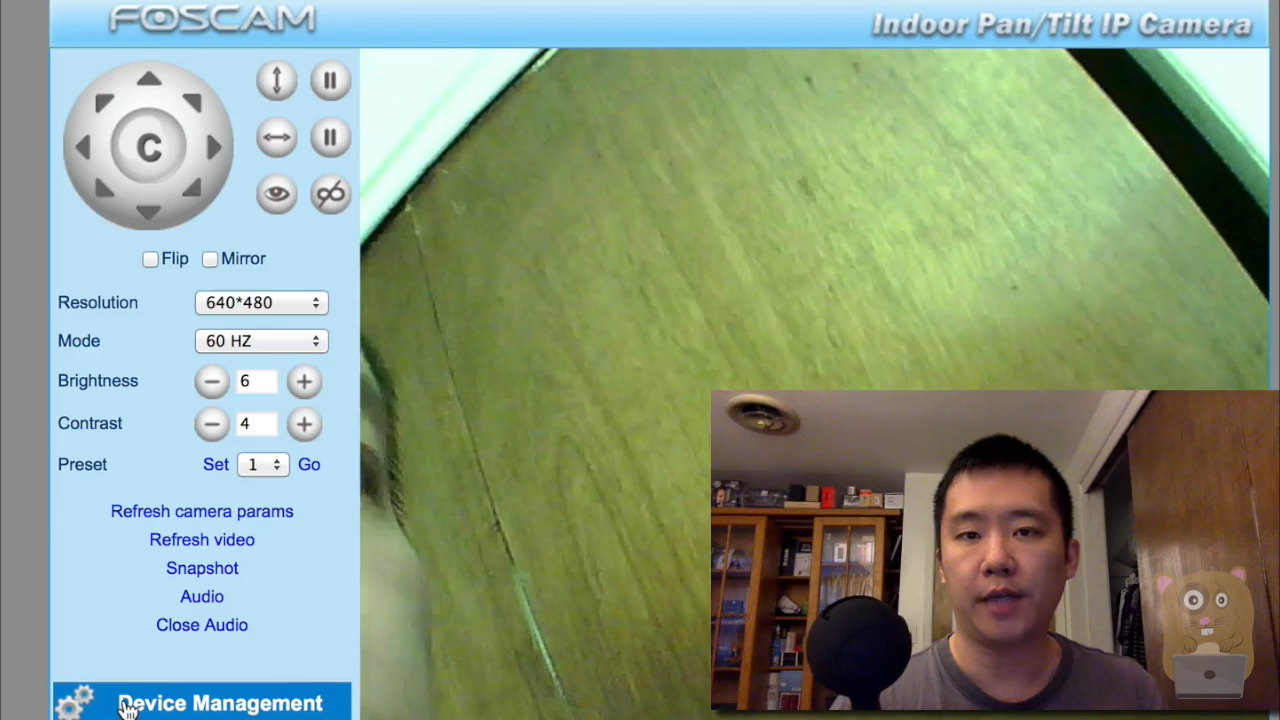 FOSCAM
Indoor Pan/Tilt IP Camera
C
Flip Mirror
Resolution 640*480
Mode 60 HZ
Brightness 6
Contrast 4
Preset Set 1 Go
Refresh camera params
Refresh video
Snapshot
Audio
Close Audio
Device Management